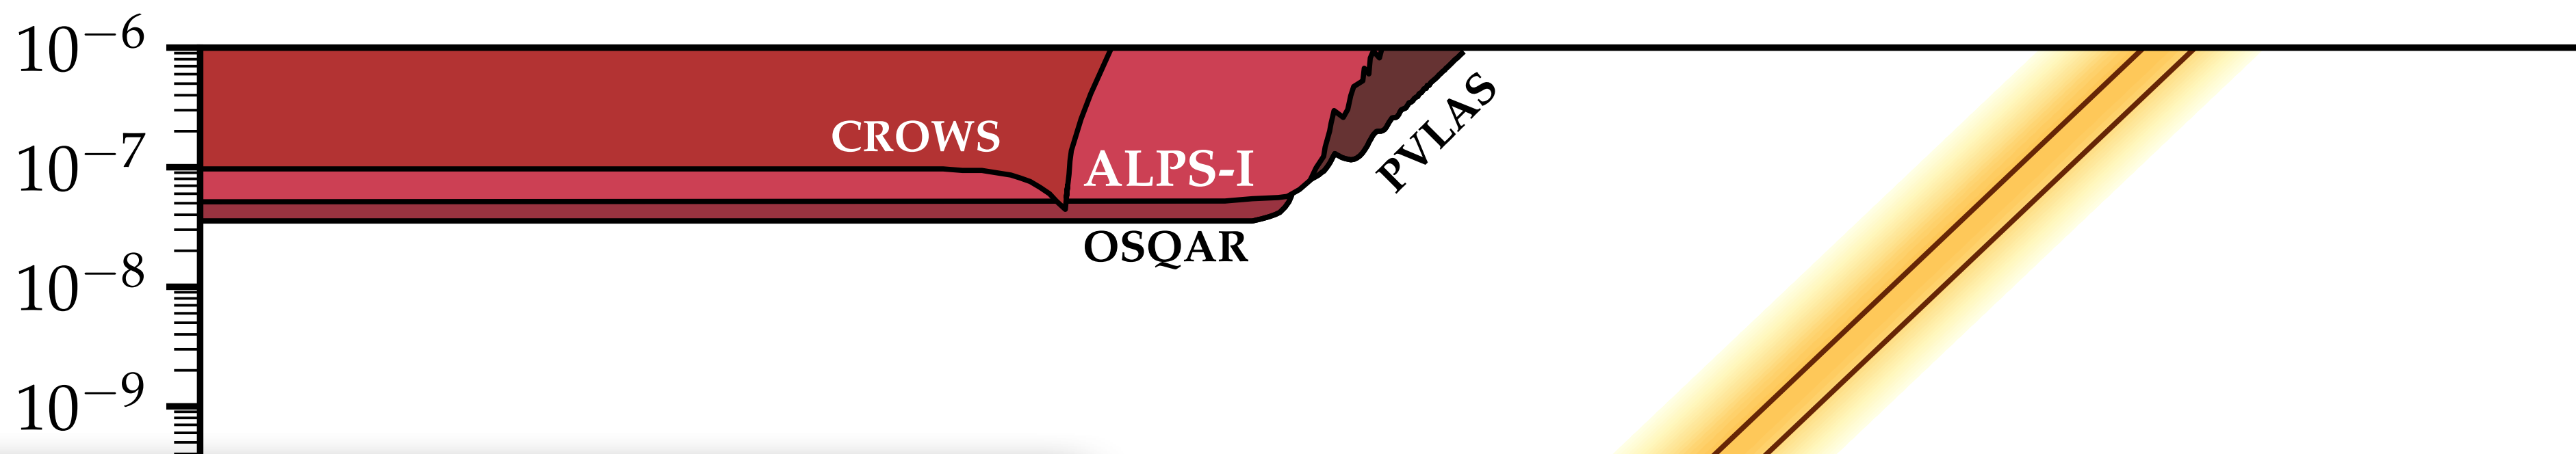 10⁻⁶
10⁻⁷
10⁻⁸
10⁻⁹
CROWS
ALPS-I
OSQAR
PVLAS